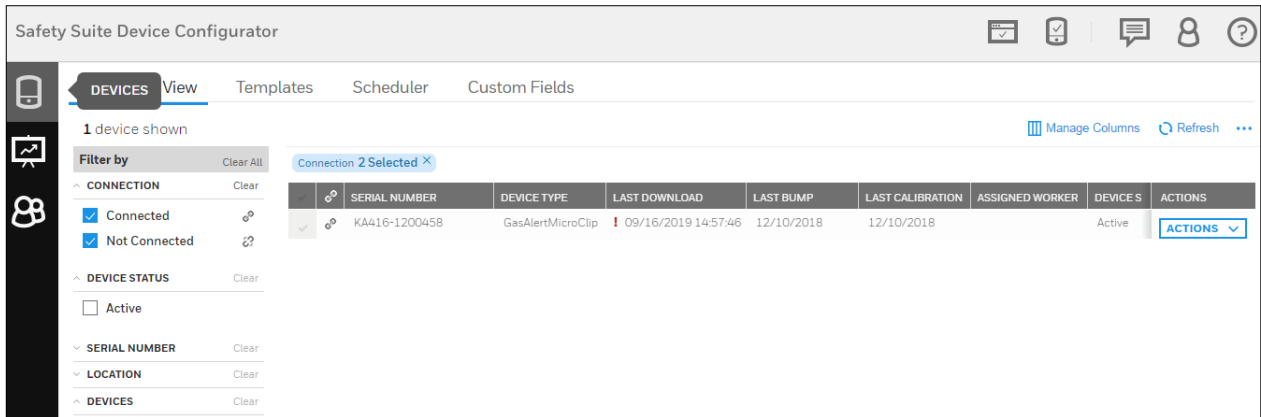 Safety Suite Device Configurator
DEVICES View Templates Scheduler Custom Fields
1 device shown
Manage Columns Refresh
Filter by Clear All
Connection 2 Selected
CONNECTION Clear
SERIAL NUMBER DEVICE TYPE LAST DOWNLOAD LAST BUMP LAST CALIBRATION ASSIGNED WORKER DEVICE S ACTIONS
Connected
KA416-1200458 GasAlertMicroClip ! 09/16/2019 14:57:46 12/10/2018 12/10/2018 Active ACTIONS
Not Connected
DEVICE STATUS Clear
Active
SERIAL NUMBER Clear
LOCATION Clear
DEVICES Clear